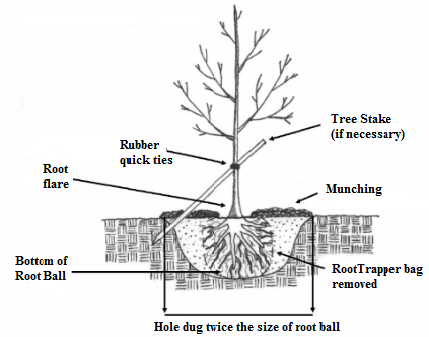 Tree Stake
(if necessary)
Rubber
quick ties
Root
flare
Munching
Bottom of
Root Ball
RootTrapper bag
removed
Hole dug twice the size of root ball